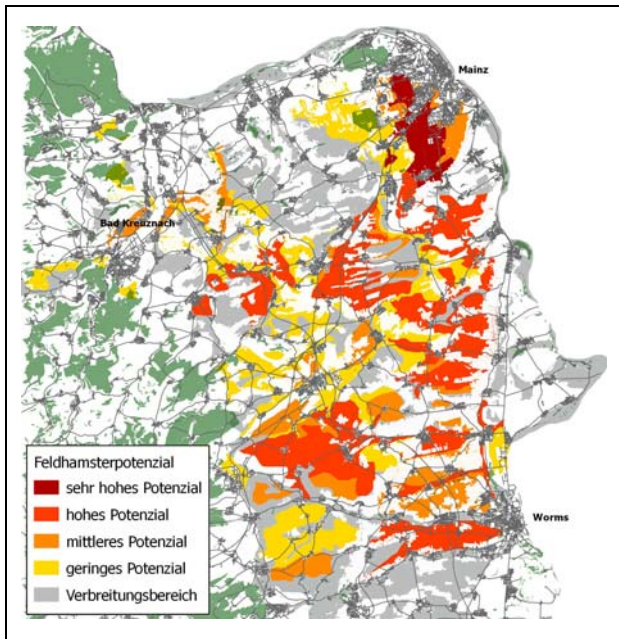 Mainz
Bad Kreuznach
Worms
Feldhamsterpotenzial
sehr hohes Potenzial
hohes Potenzial
mittleres Potenzial
geringes Potenzial
Verbreitungsbereich